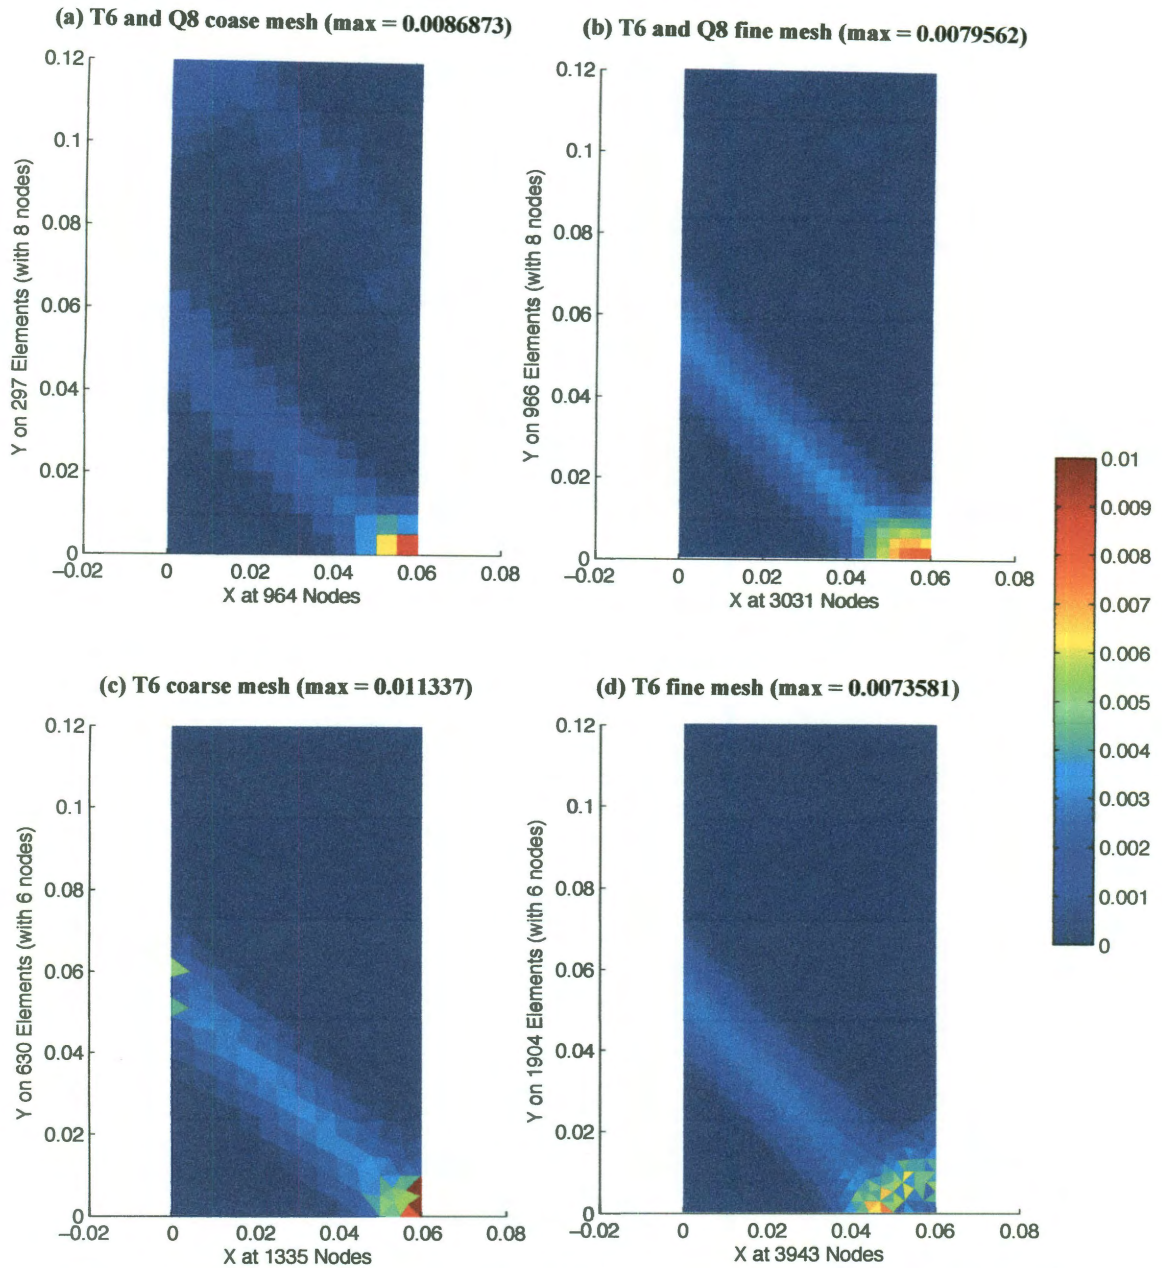 (a) T6 and Q8 coase mesh (max = 0.0086873)
0.12
0.1
0.08
0.06
0.04
0.02
0
Y on 297 Elements (with 8 nodes)
−0.02 0 0.02 0.04 0.06 0.08
X at 964 Nodes
(b) T6 and Q8 fine mesh (max = 0.0079562)
0.12
0.1
0.08
0.06
0.04
0.02
0
Y on 966 Elements (with 8 nodes)
−0.02 0 0.02 0.04 0.06 0.08
X at 3031 Nodes
(c) T6 coarse mesh (max = 0.011337)
0.12
0.1
0.08
0.06
0.04
0.02
0
Y on 630 Elements (with 6 nodes)
−0.02 0 0.02 0.04 0.06 0.08
X at 1335 Nodes
(d) T6 fine mesh (max = 0.0073581)
0.12
0.1
0.08
0.06
0.04
0.02
0
Y on 1904 Elements (with 6 nodes)
−0.02 0 0.02 0.04 0.06 0.08
X at 3943 Nodes
0.01
0.009
0.008
0.007
0.006
0.005
0.004
0.003
0.002
0.001
0